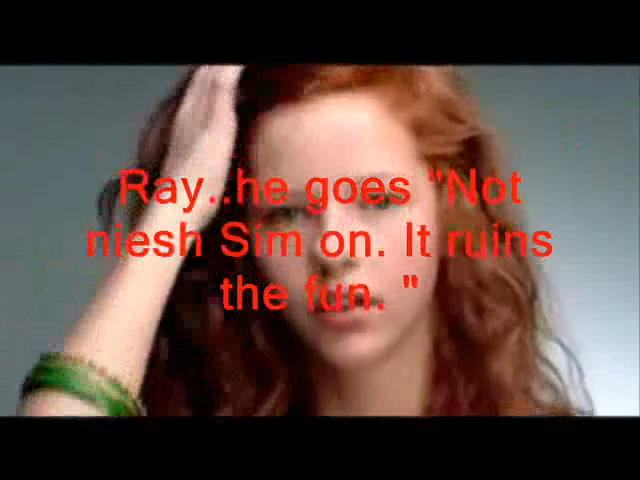 Ray..he goes "Not
niesh Sim on. It ruins
the fun. "